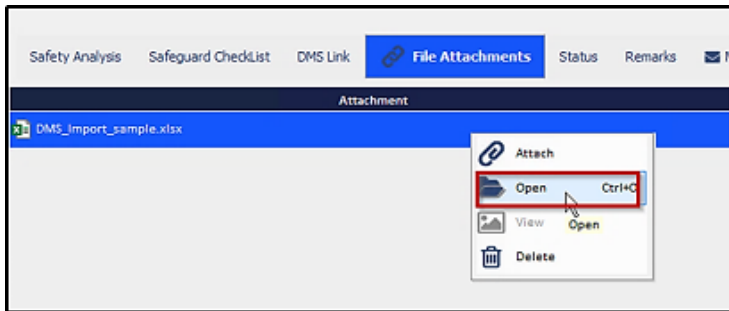 Safety Analysis Safeguard CheckList DMS Link File Attachments Status Remarks
Attachment
DMS_Import_sample.xlsx
Attach
Open Ctrl+O
View Open
Delete